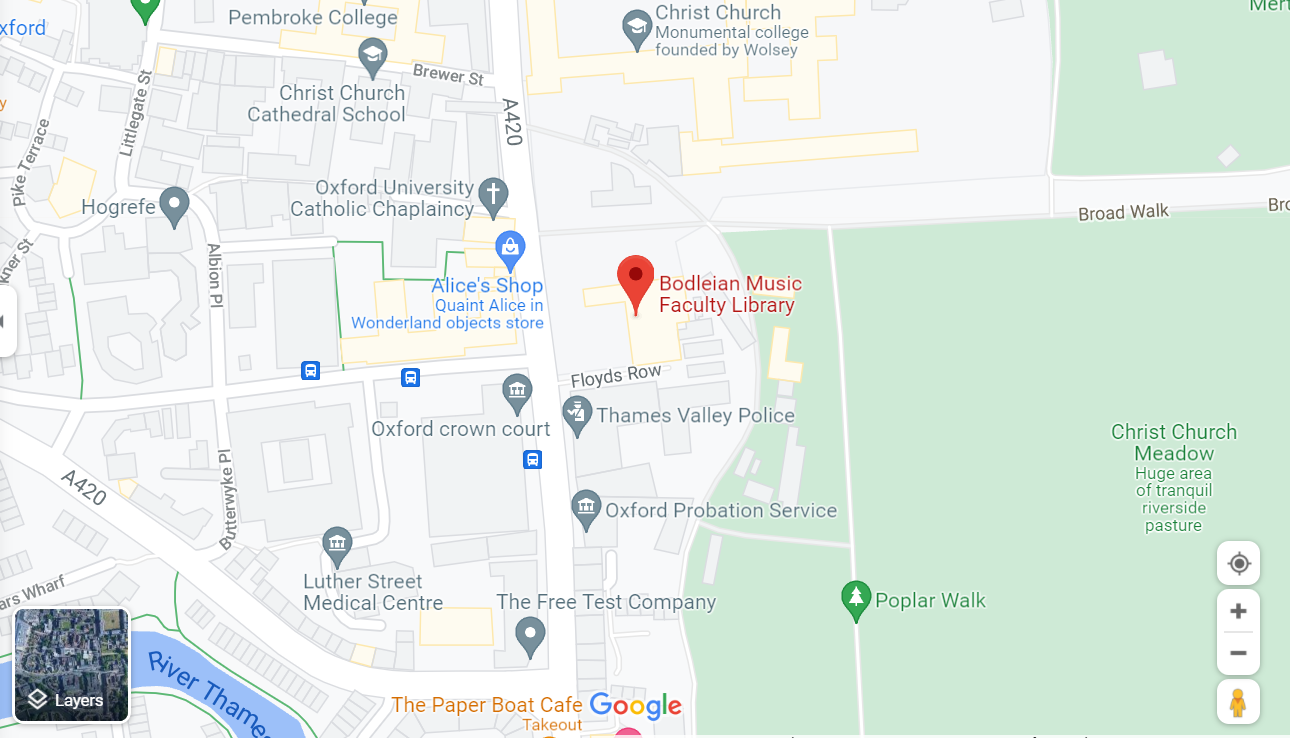 Pembroke College
Christ Church
Monumental college
founded by Wolsey
xford
Brewer St
Christ Church
Cathedral School
Littlegate St
A420
Pike Terrace
Oxford University
Catholic Chaplaincy
Hogrefe
Broad Walk
Albion Pl
Alice's Shop
Quaint Alice in
Wonderland objects store
Bodleian Music
Faculty Library
Floyds Row
Thames Valley Police
Oxford crown court
Christ Church
Meadow
Huge area
of tranquil
riverside
pasture
A420
Butterwyke Pl
Oxford Probation Service
Luther Street
Medical Centre
The Free Test Company
Poplar Walk
ars Wharf
River Thames
Layers
The Paper Boat Cafe
Takeout
Google